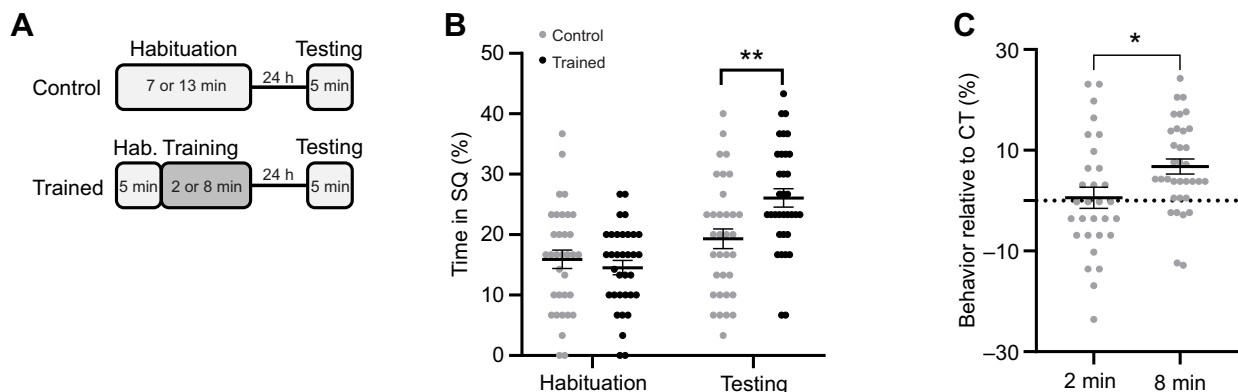 A
Habituation
Testing
Control
7 or 13 min
24 h
5 min
Hab. Training
Testing
Trained
5 min
2 or 8 min
24 h
5 min
B
Control
Trained
**
Time in SQ (%)
50
40
30
20
10
0
Habituation
Testing
C
*
Behavior relative to CT (%)
30
10
–10
–30
2 min
8 min